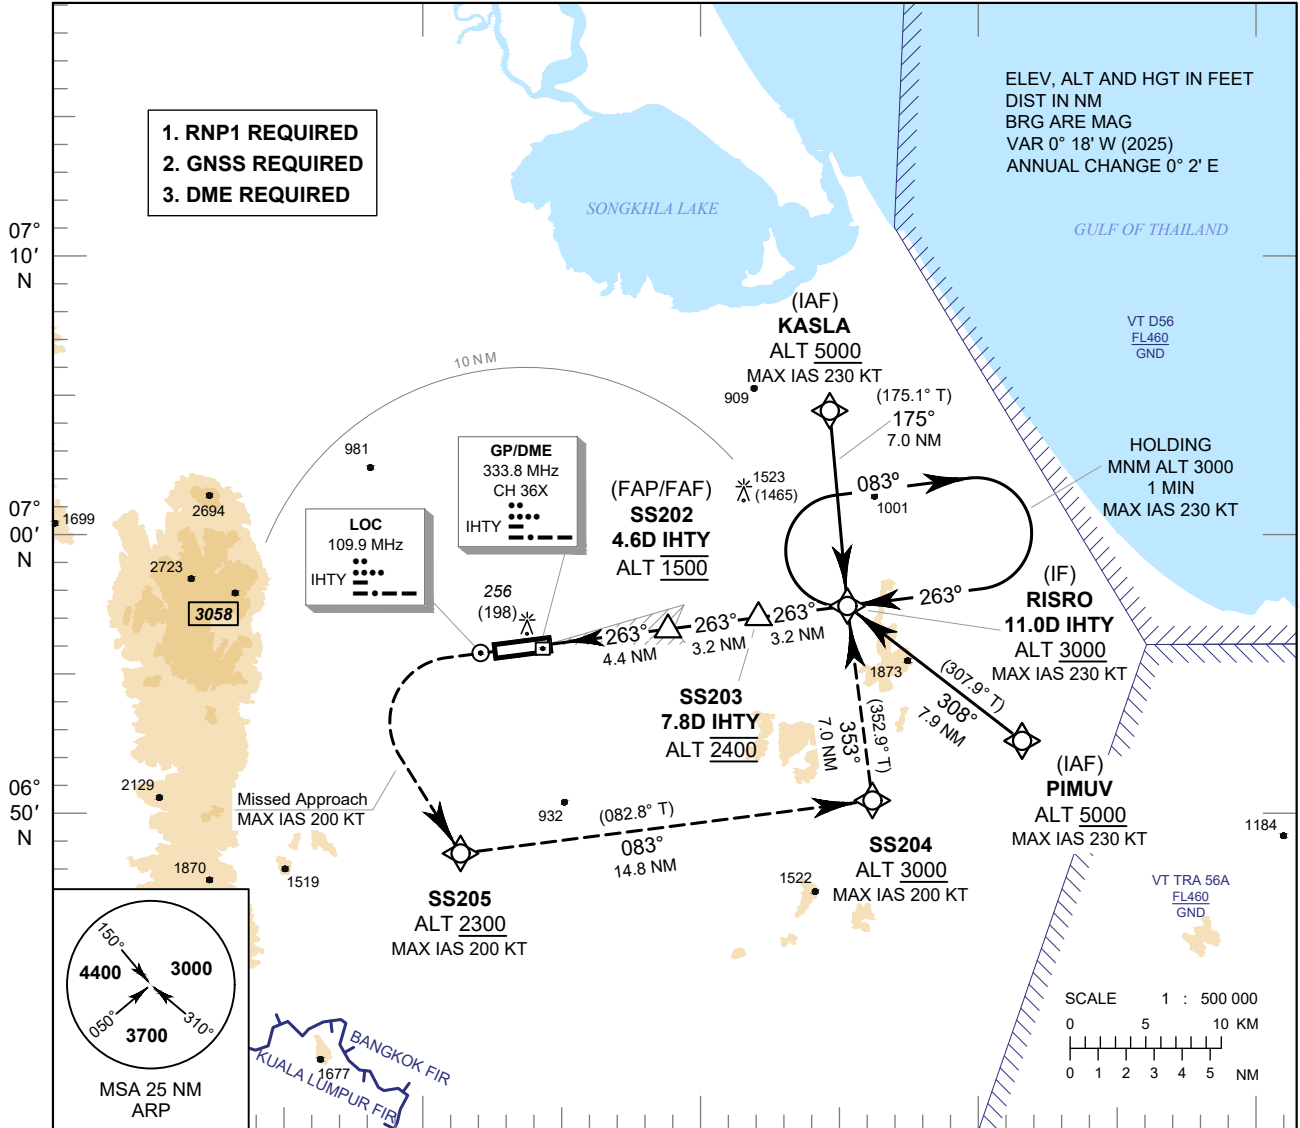 1. RNP1 REQUIRED
2. GNSS REQUIRED
3. DME REQUIRED
ELEV, ALT AND HGT IN FEET
DIST IN NM
BRG ARE MAG
VAR 0° 18' W (2025)
ANNUAL CHANGE 0° 2' E
SONGKHLA LAKE
GULF OF THAILAND
07°
10'
N
VT D56
FL460
GND
(IAF)
KASLA
ALT 5000
MAX IAS 230 KT
10 NM
909
(175.1° T)
175°
7.0 NM
981
GP/DME
333.8 MHz
CH 36X
IHTY
LOC
109.9 MHz
IHTY
(FAP/FAF)
SS202
4.6D IHTY
ALT 1500
1523
(1465)
083°
1001
HOLDING
MNM ALT 3000
1 MIN
MAX IAS 230 KT
07°
00'
N
1699
2694
2723
3058
256
(198)
263°
4.4 NM
263°
3.2 NM
263°
3.2 NM
263°
(IF)
RISRO
11.0D IHTY
ALT 3000
MAX IAS 230 KT
1873
SS203
7.8D IHTY
ALT 2400
(352.9° T)
353°
7.0 NM
(307.9° T)
308°
7.9 NM
(IAF)
PIMUV
ALT 5000
MAX IAS 230 KT
2129
Missed Approach
MAX IAS 200 KT
06°
50'
N
932
(082.8° T)
083°
14.8 NM
SS204
ALT 3000
MAX IAS 200 KT
1184
1870
1519
SS205
ALT 2300
MAX IAS 200 KT
1522
VT TRA 56A
FL460
GND
150°
4400
3000
050°
310°
3700
MSA 25 NM
ARP
BANGKOK FIR
KUALA LUMPUR FIR
1677
SCALE 1 : 500 000
0 5 10 KM
0 1 2 3 4 5 NM